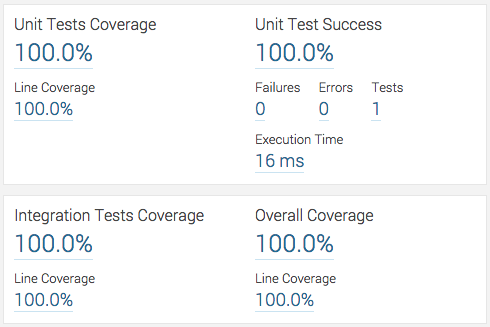 Unit Tests Coverage
100.0%
Line Coverage
100.0%
Unit Test Success
100.0%
Failures Errors Tests
0 0 1
Execution Time
16 ms
Integration Tests Coverage
100.0%
Line Coverage
100.0%
Overall Coverage
100.0%
Line Coverage
100.0%